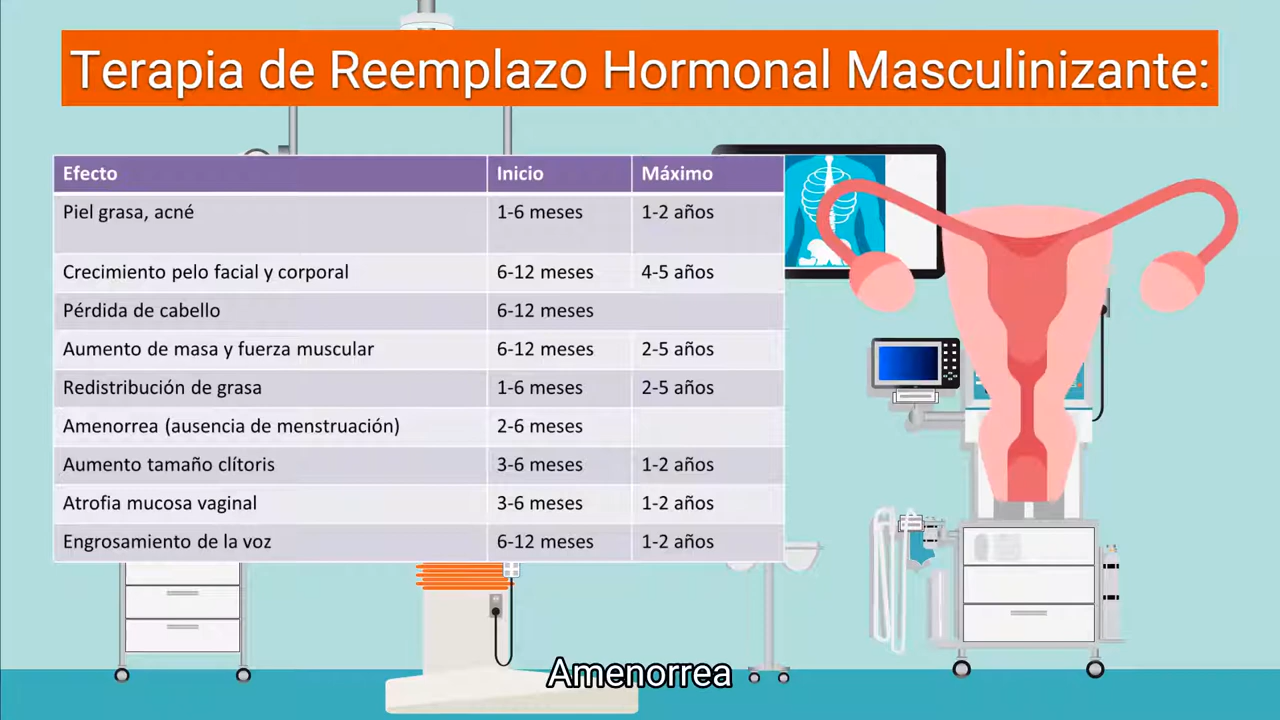 Terapia de Reemplazo Hormonal Masculinizante:
Efecto Inicio Máximo
Piel grasa, acné 1-6 meses 1-2 años
Crecimiento pelo facial y corporal 6-12 meses 4-5 años
Pérdida de cabello 6-12 meses
Aumento de masa y fuerza muscular 6-12 meses 2-5 años
Redistribución de grasa 1-6 meses 2-5 años
Amenorrea (ausencia de menstruación) 2-6 meses
Aumento tamaño clítoris 3-6 meses 1-2 años
Atrofia mucosa vaginal 3-6 meses 1-2 años
Engrosamiento de la voz 6-12 meses 1-2 años
Amenorrea